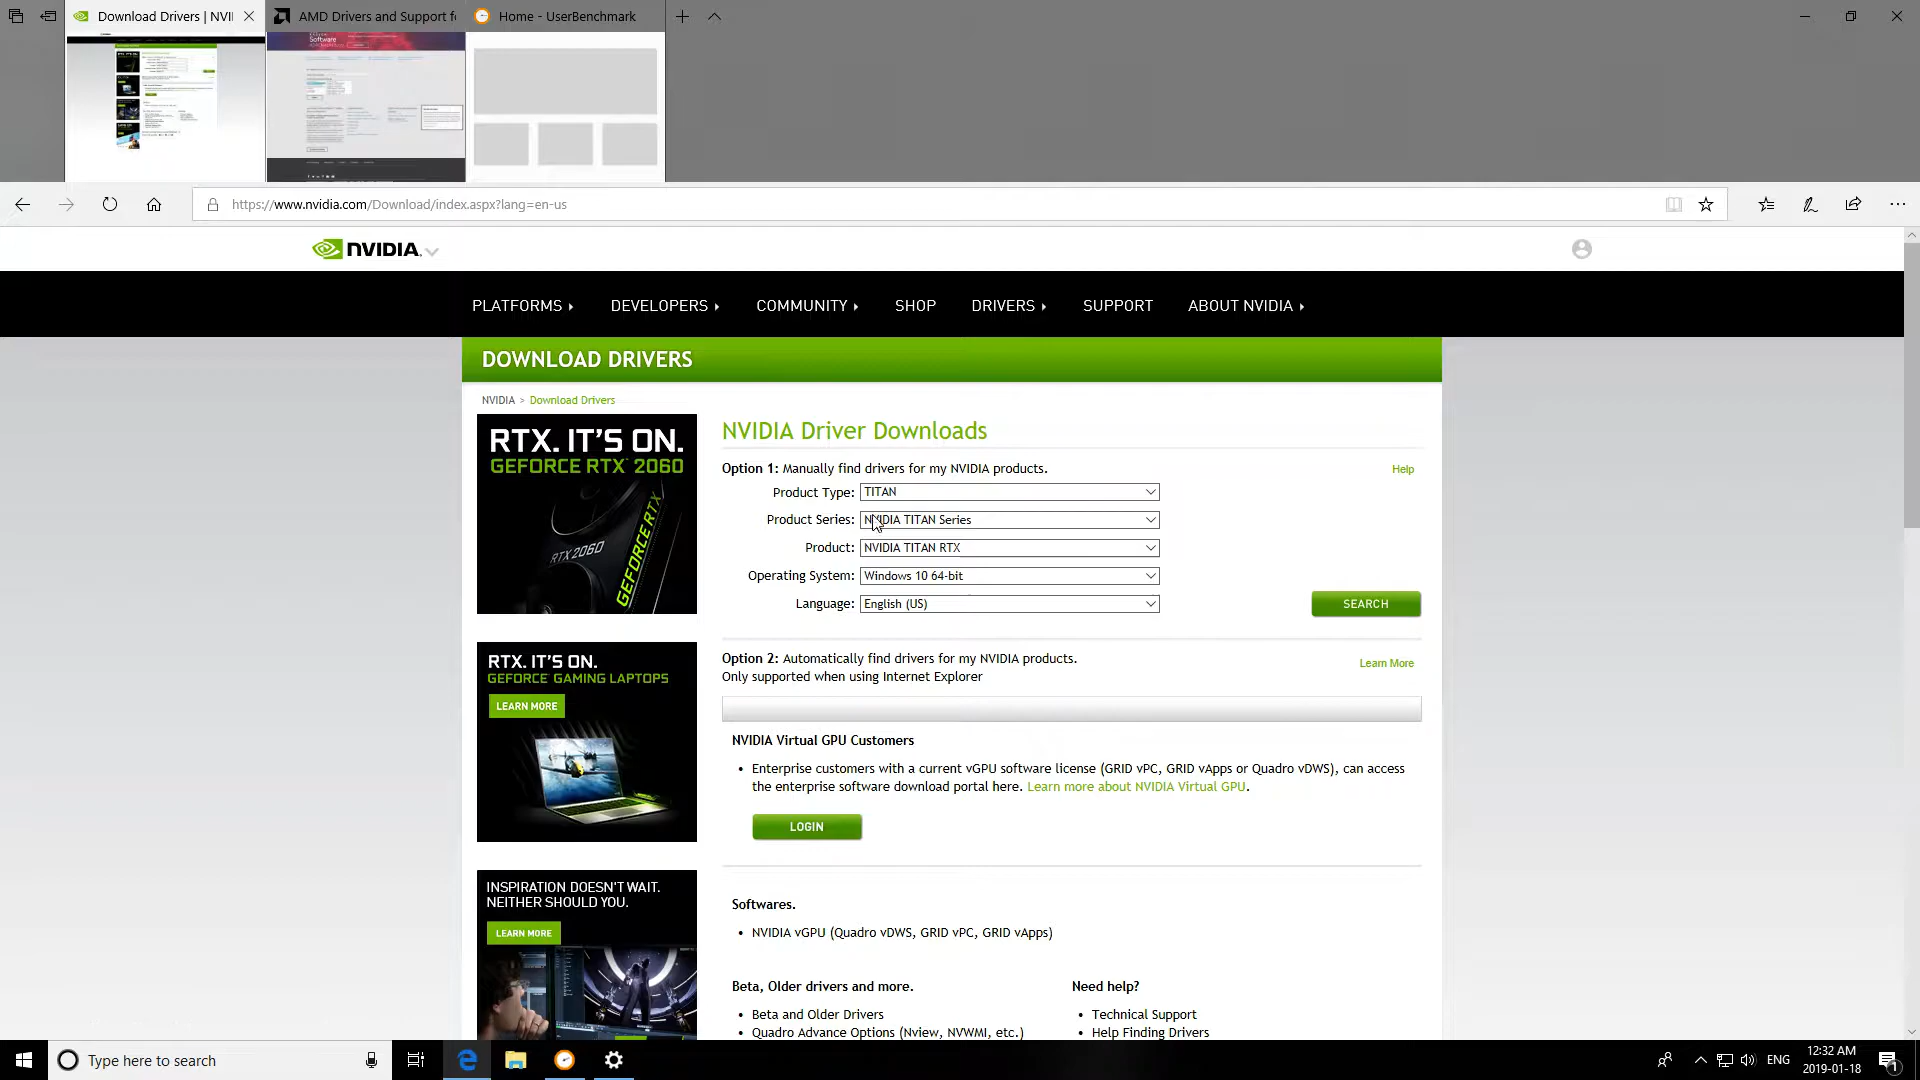 Download Drivers | NVI
AMD Drivers and Support f
Home - UserBenchmark
https://www.nvidia.com/Download/index.aspx?lang=en-us
NVIDIA.
PLATFORMS
DEVELOPERS
COMMUNITY
SHOP
DRIVERS
SUPPORT
ABOUT NVIDIA
DOWNLOAD DRIVERS
NVIDIA > Download Drivers
RTX. IT'S ON.
GEFORCE RTX 2060
RTX 2060
GEFORCE RTX
NVIDIA Driver Downloads
Option 1: Manually find drivers for my NVIDIA products.
Help
Product Type: TITAN
Product Series: NVIDIA TITAN Series
Product: NVIDIA TITAN RTX
Operating System: Windows 10 64-bit
Language: English (US)
SEARCH
RTX. IT'S ON.
GEFORCE GAMING LAPTOPS
LEARN MORE
Option 2: Automatically find drivers for my NVIDIA products.
Learn More
Only supported when using Internet Explorer
NVIDIA Virtual GPU Customers
• Enterprise customers with a current vGPU software license (GRID vPC, GRID vApps or Quadro vDWS), can access
the enterprise software download portal here. Learn more about NVIDIA Virtual GPU.
LOGIN
INSPIRATION DOESN'T WAIT.
NEITHER SHOULD YOU.
LEARN MORE
Softwares.
• NVIDIA vGPU (Quadro vDWS, GRID vPC, GRID vApps)
Beta, Older drivers and more.
• Beta and Older Drivers
• Quadro Advance Options (Nview, NVWMI, etc.)
Need help?
• Technical Support
• Help Finding Drivers
Type here to search
ENG
12:32 AM
2019-01-18
1